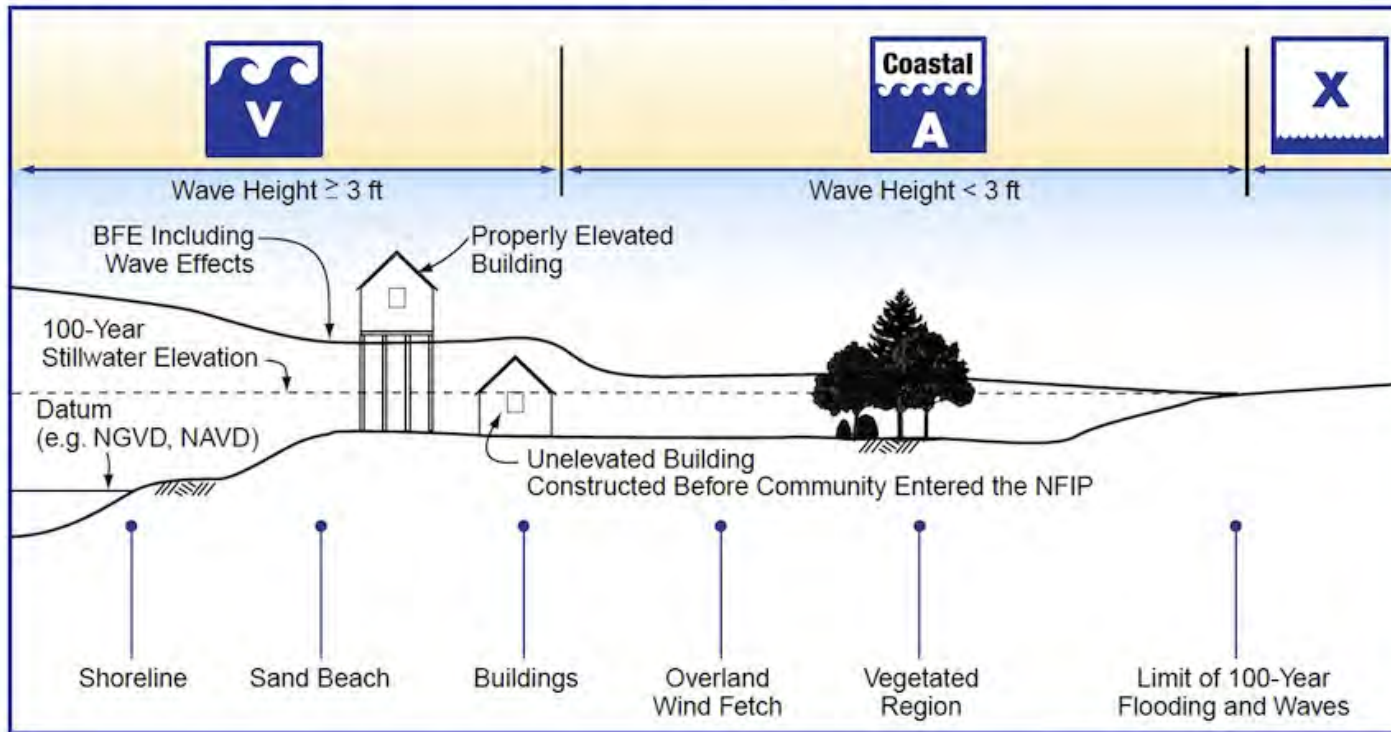 V
Coastal
A
X
Wave Height ≥ 3 ft
Wave Height < 3 ft
BFE Including
Wave Effects
Properly Elevated
Building
100-Year
Stillwater Elevation
Datum
(e.g. NGVD, NAVD)
Unelevated Building
Constructed Before Community Entered the NFIP
Shoreline
Sand Beach
Buildings
Overland
Wind Fetch
Vegetated
Region
Limit of 100-Year
Flooding and Waves